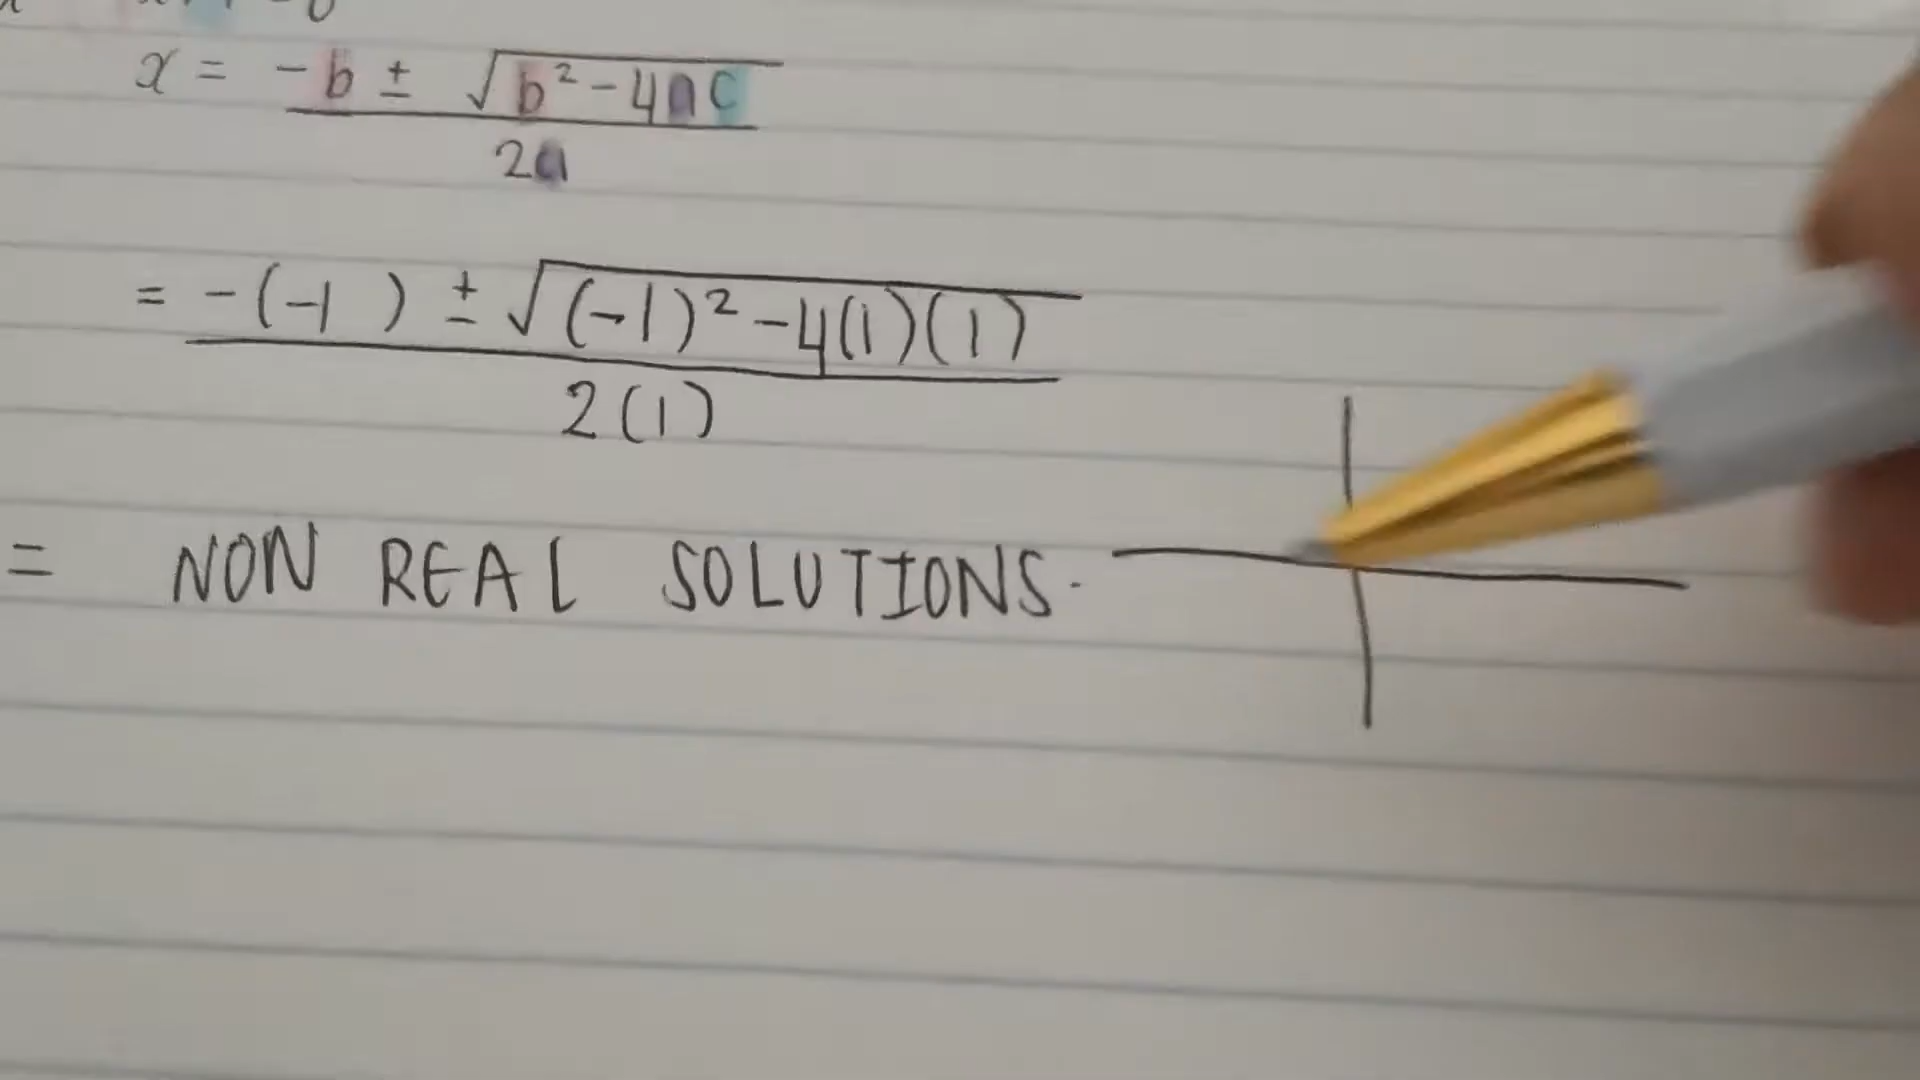 x = -b ± √b² - 4ac
2a
= -(-1) ± √(-1)² - 4(1)(1)
2(1)
= NON REAL SOLUTIONS.